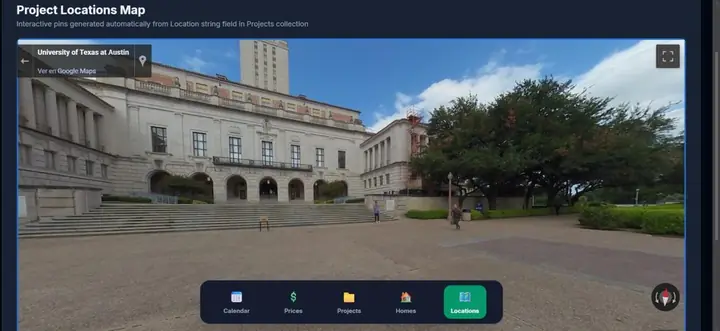 Project Locations Map
Interactive pins generated automatically from Location string field in Projects collection
University of Texas at Austin
Ver en Google Maps
Calendar
Prices
Projects
Homes
Locations